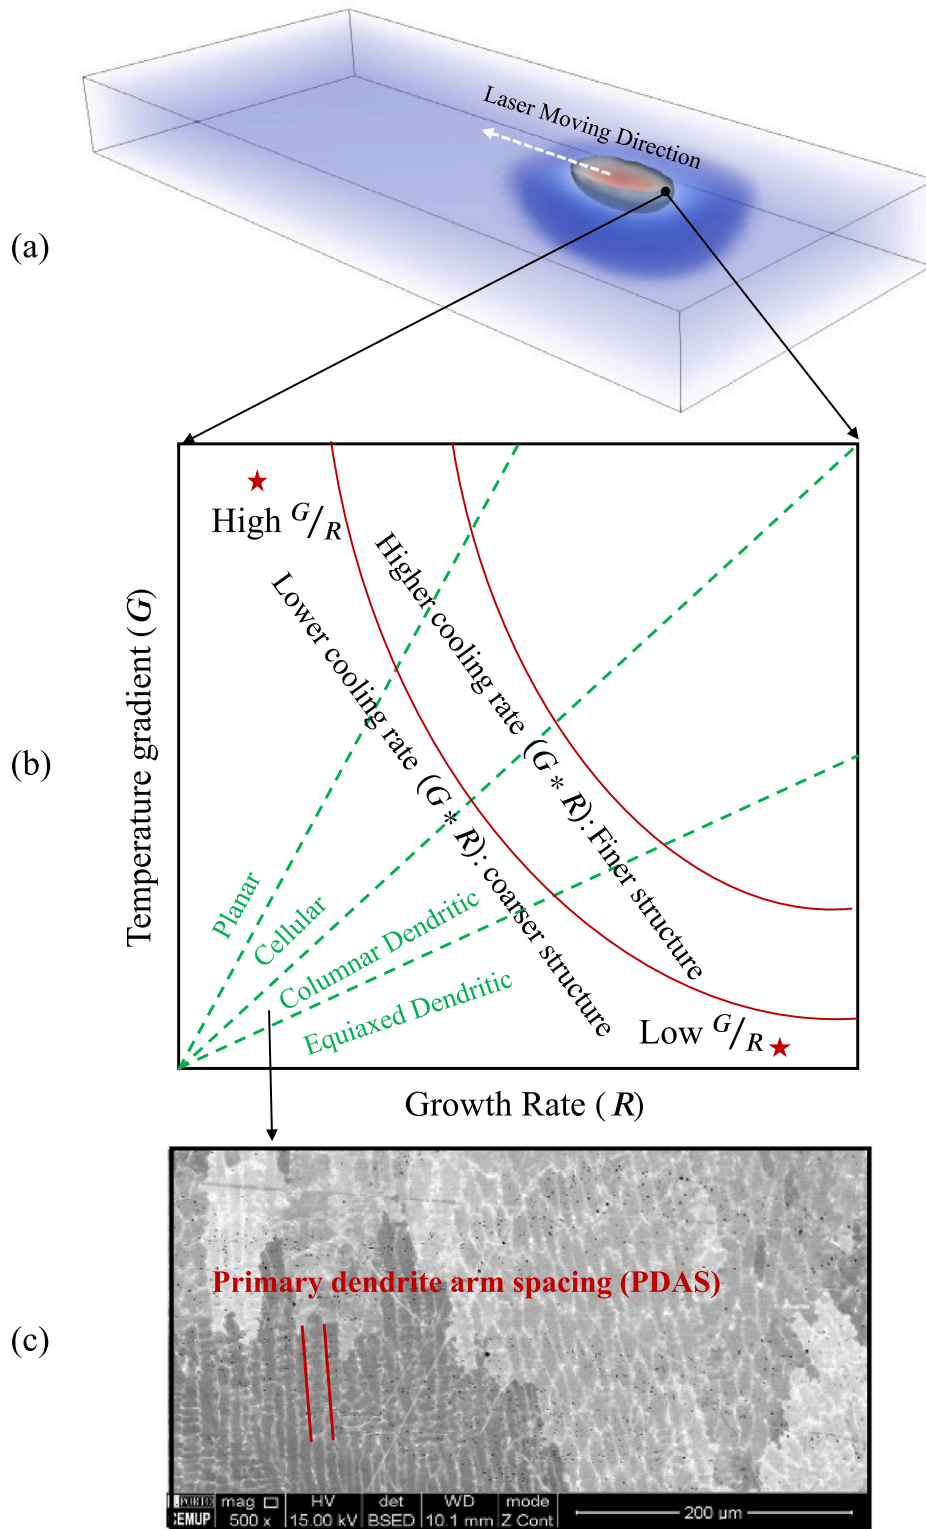 (a)
Laser Moving Direction
(b)
Temperature gradient (G)
High G/R
Lower cooling rate (G * R): coarser structure
Higher cooling rate (G * R): Finer structure
Planar
Cellular
Columnar Dendritic
Equiaxed Dendritic
Low G/R
Growth Rate (R)
(c)
Primary dendrite arm spacing (PDAS)
PORTO
CEMUP
mag
500 x
HV
15.00 kV
det
BSED
WD
10.1 mm
mode
Z Cont
200 µm